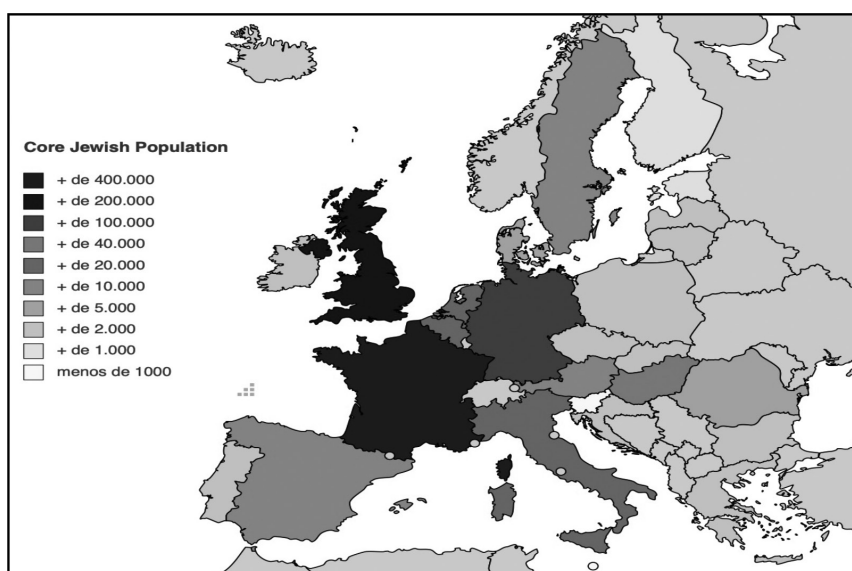 Core Jewish Population
+ de 400.000
+ de 200.000
+ de 100.000
+ de 40.000
+ de 20.000
+ de 10.000
+ de 5.000
+ de 2.000
+ de 1.000
menos de 1000